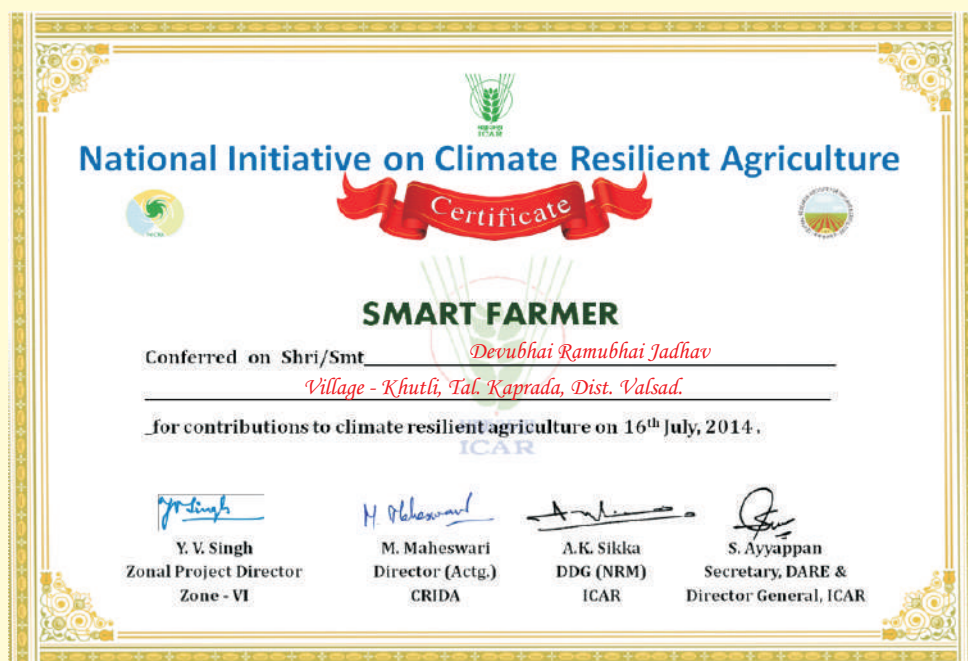 ICAR
National Initiative on Climate Resilient Agriculture
Certificate
NICRA
SMART FARMER
Conferred on Shri/Smt Devubhai Ramubhai Jadhav
Village - Khutli, Tal. Kaprada, Dist. Valsad.
for contributions to climate resilient agriculture on 16th July, 2014.
ICAR
Y. V. Singh
Zonal Project Director
Zone - VI
M. Maheswari
Director (Actg.)
CRIDA
A.K. Sikka
DDG (NRM)
ICAR
S. Ayyappan
Secretary, DARE &
Director General, ICAR